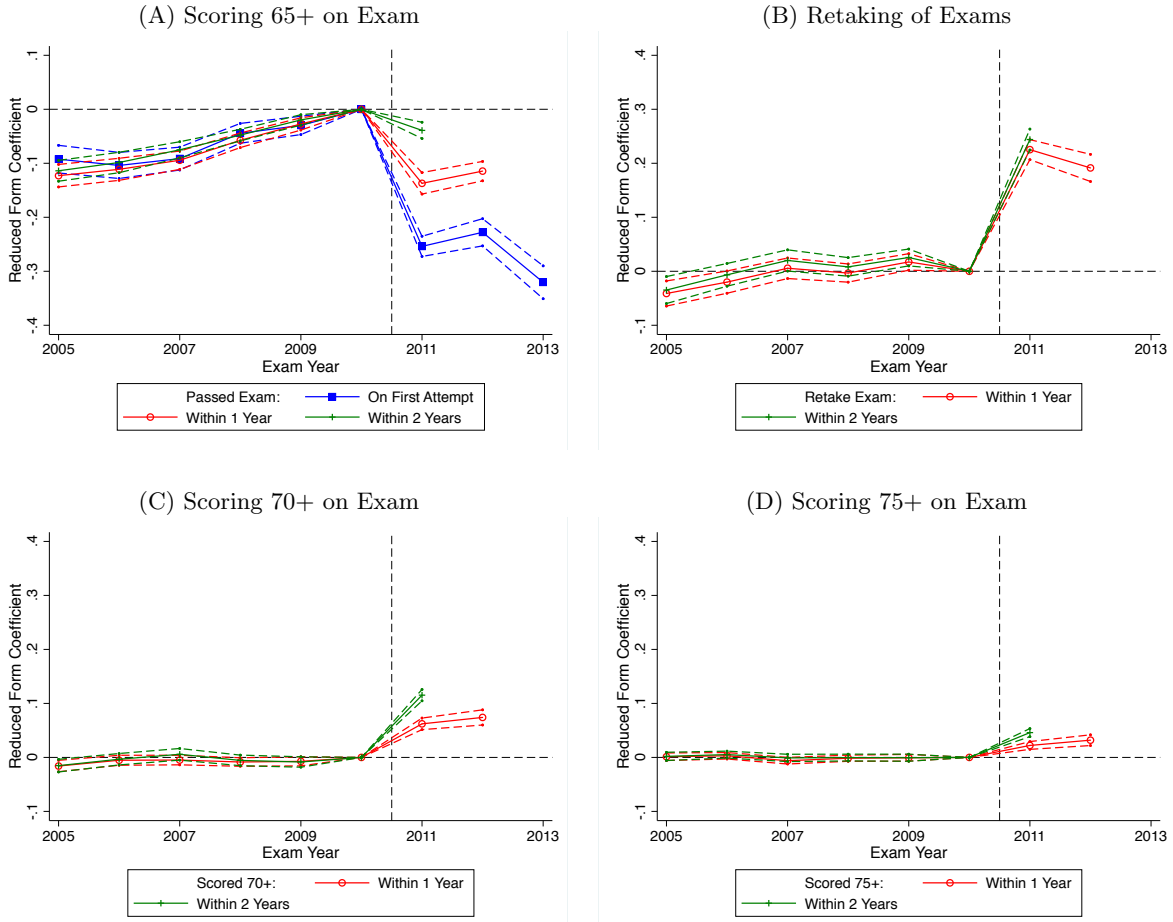 (A) Scoring 65+ on Exam
Reduced Form Coefficient
.1
0
-.1
-.2
-.3
-.4
2005 2007 2009 2011 2013
Exam Year
Passed Exam: On First Attempt
Within 1 Year Within 2 Years
(B) Retaking of Exams
Reduced Form Coefficient
.4
.3
.2
.1
0
-.1
2005 2007 2009 2011 2013
Exam Year
Retake Exam: Within 1 Year
Within 2 Years
(C) Scoring 70+ on Exam
Reduced Form Coefficient
.4
.3
.2
.1
0
-.1
2005 2007 2009 2011 2013
Exam Year
Scored 70+: Within 1 Year
Within 2 Years
(D) Scoring 75+ on Exam
Reduced Form Coefficient
.4
.3
.2
.1
0
-.1
2005 2007 2009 2011 2013
Exam Year
Scored 75+: Within 1 Year
Within 2 Years